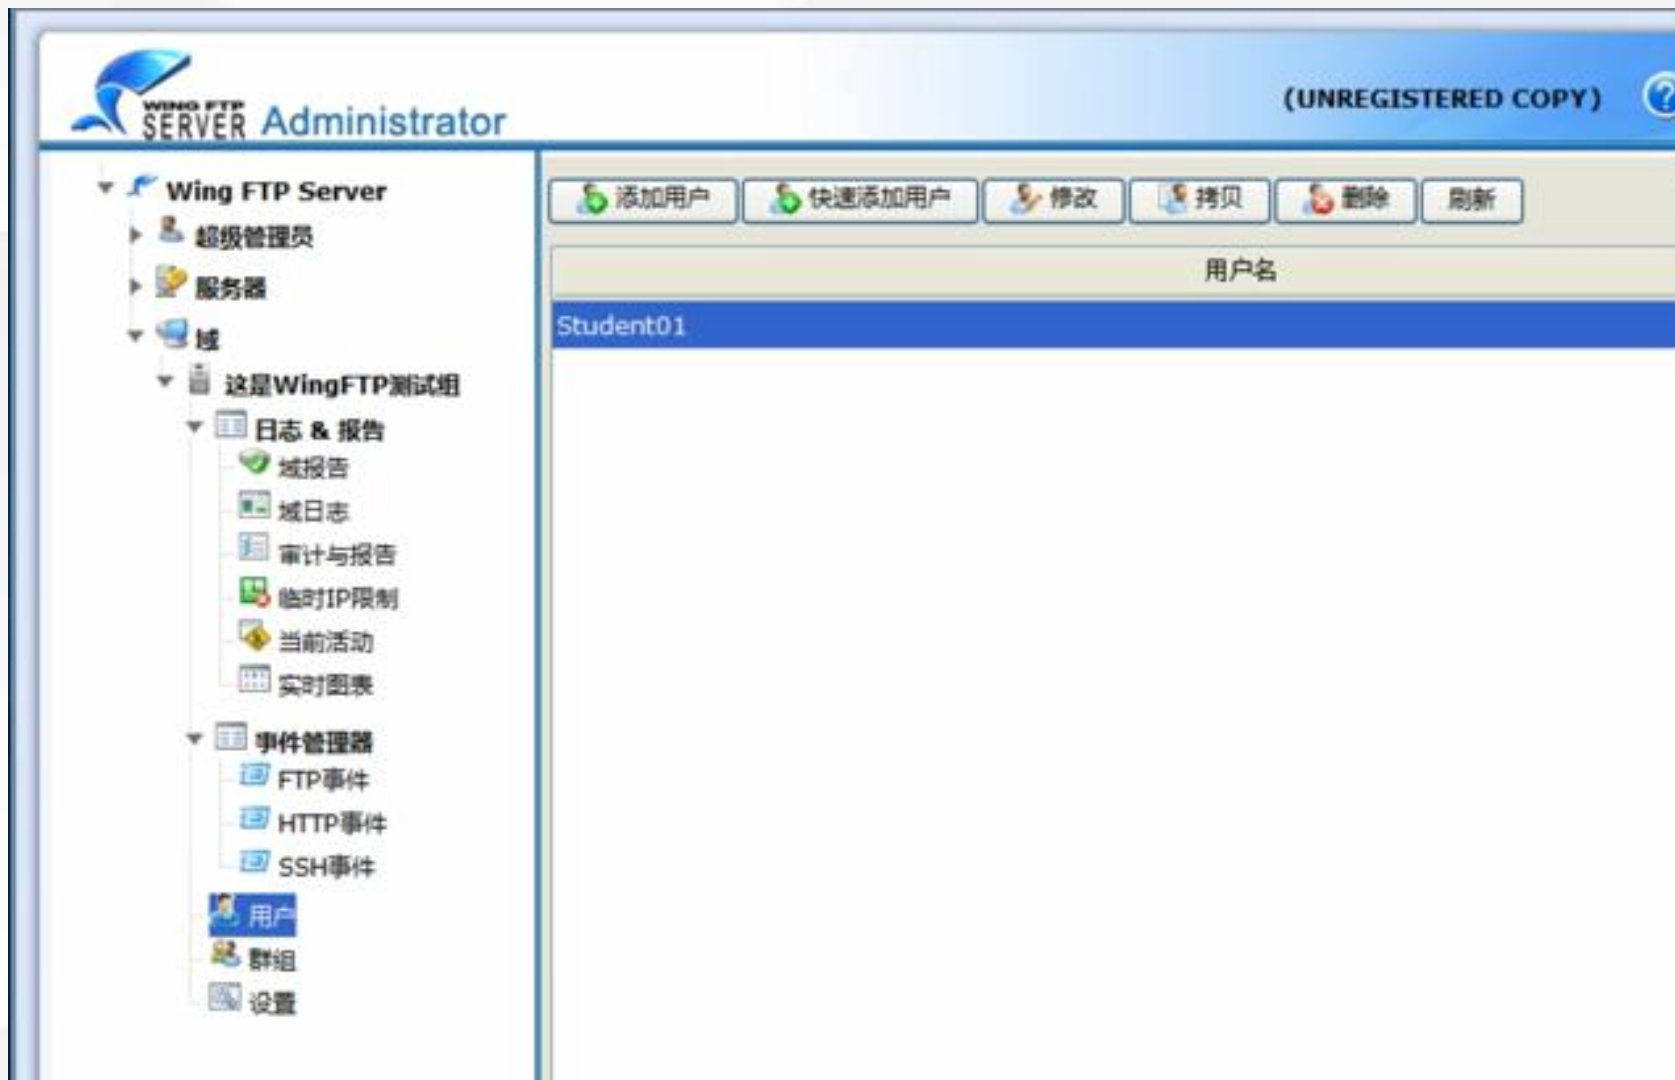 WING FTP
SERVER Administrator
(UNREGISTERED COPY)
Wing FTP Server
超级管理员
服务器
域
这是WingFTP测试组
日志 & 报告
域报告
域日志
审计与报告
临时IP限制
当前活动
实时图表
事件管理器
FTP事件
HTTP事件
SSH事件
用户
群组
设置
添加用户 快速添加用户 修改 拷贝 删除 刷新
用户名
Student01